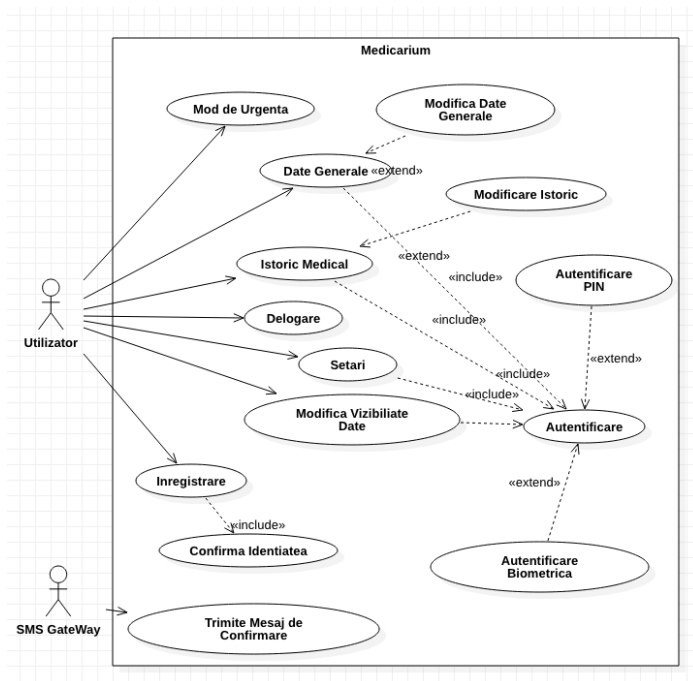 Medicarium
Modifica Date
Generale
Mod de Urgenta
Date Generale
«extend»
Modificare Istoric
«extend»
Istoric Medical
«include»
Autentificare
PIN
Utilizator
Delogare
«include»
Setari
«extend»
«include»
«include»
Modifica Vizibiliate
Date
Autentificare
Inregistrare
«extend»
«include»
Confirma Identiatea
Autentificare
Biometrica
SMS GateWay
Trimite Mesaj de
Confirmare